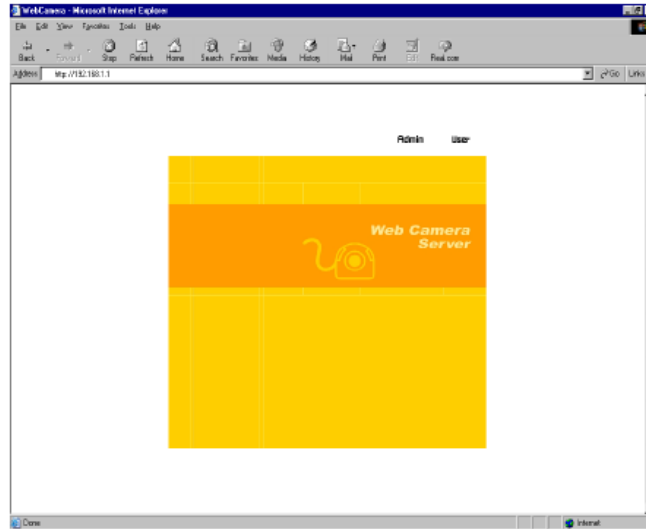 WebCamera - Microsoft Internet Explorer
File Edit View Favorites Tools Help
Back Forward Stop Refresh Home Search Favorites Media History Mail Print Edit Real.com
Address http://192.168.1.1 Go Links
Admin User
Web Camera
Server
Done Internet